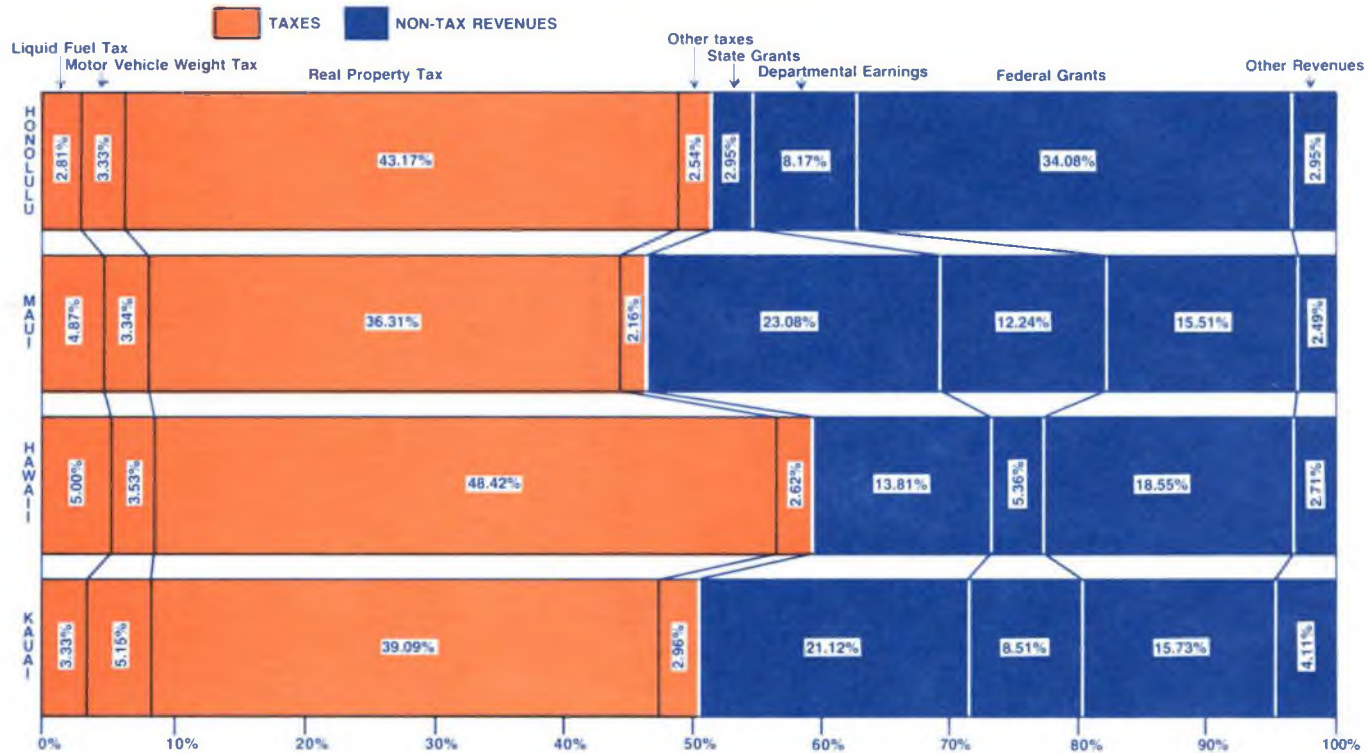 TAXES NON-TAX REVENUES
Liquid Fuel Tax
Motor Vehicle Weight Tax
Real Property Tax
Other taxes
State Grants
Departmental Earnings
Federal Grants
Other Revenues
HONOLULU
2.81% 3.33% 43.17% 2.54% 2.95% 8.17% 34.08% 2.95%
MAUI
4.87% 3.34% 36.31% 2.16% 23.08% 12.24% 15.51% 2.49%
HAWAII
5.00% 3.53% 48.42% 2.62% 13.81% 5.36% 18.55% 2.71%
KAUAI
3.33% 5.15% 39.09% 2.96% 21.12% 8.51% 15.73% 4.11%
0% 10% 20% 30% 40% 50% 60% 70% 80% 90% 100%